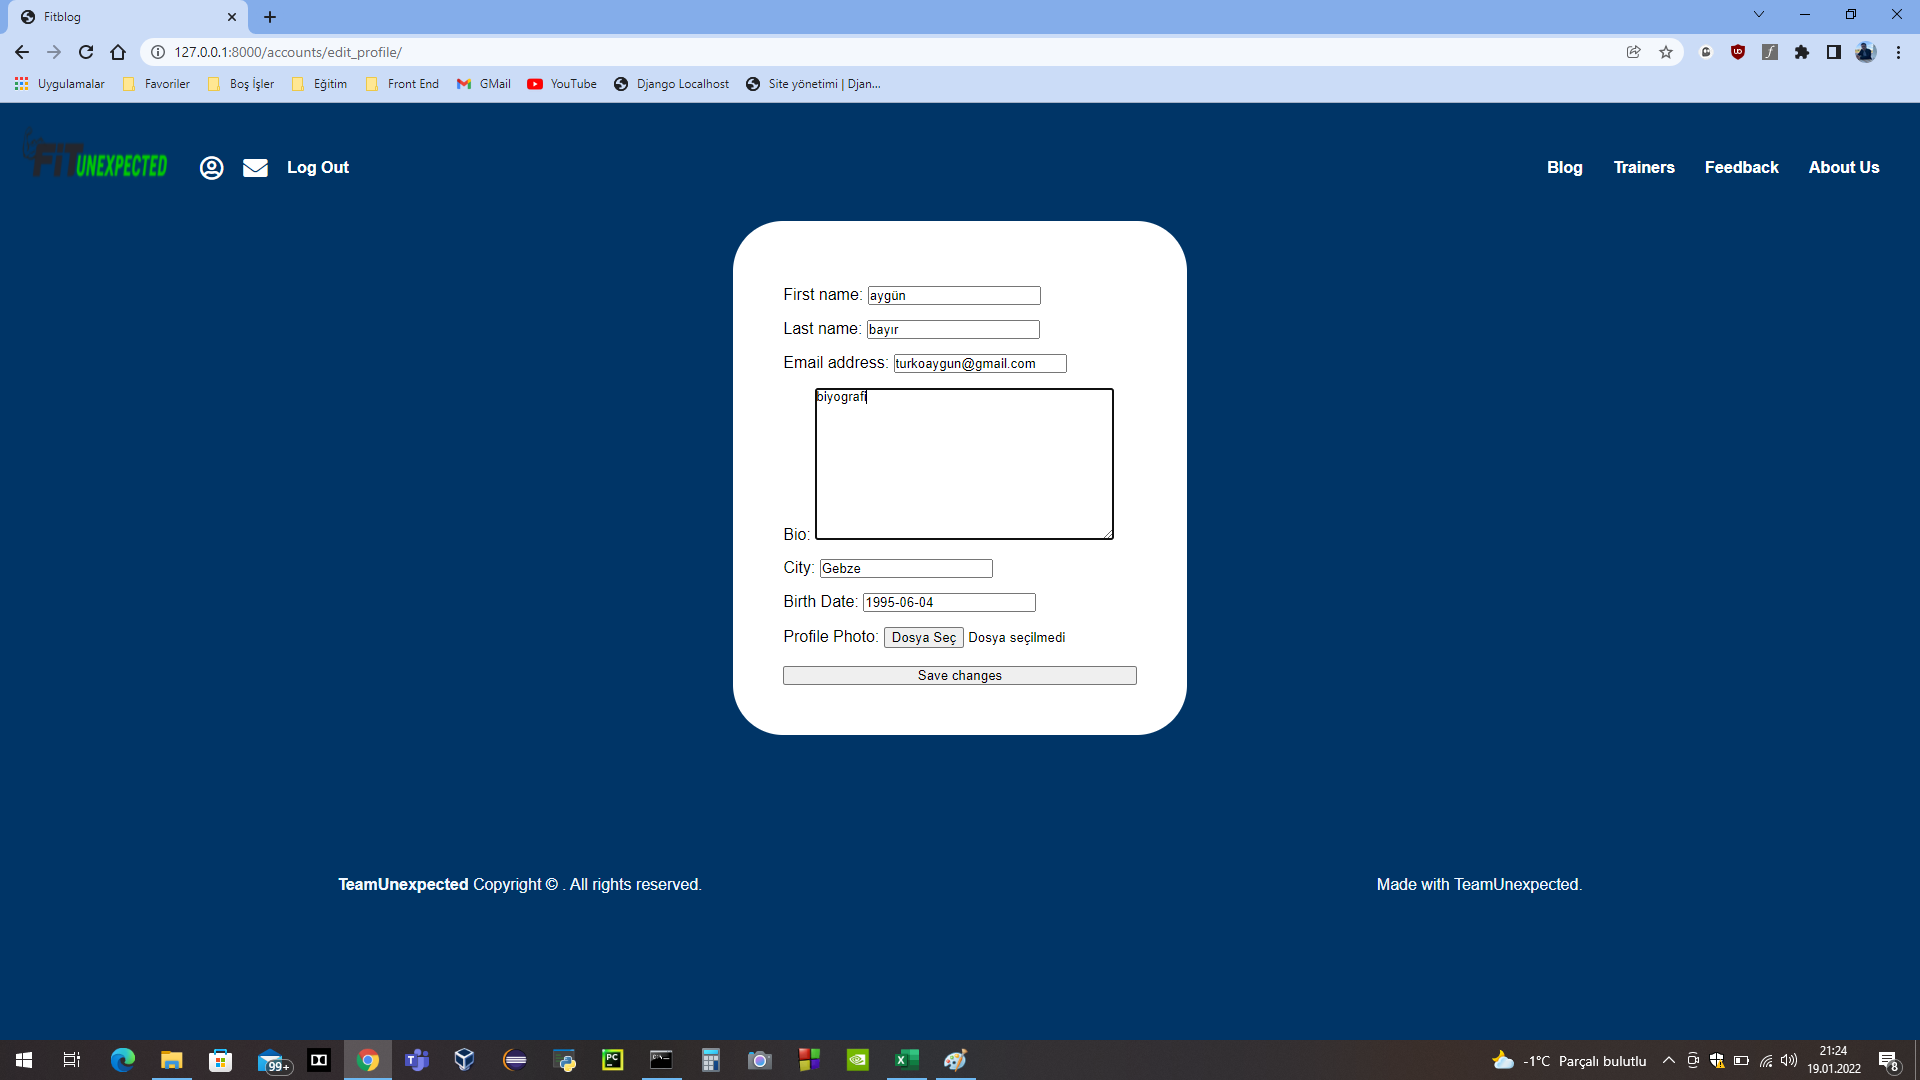 Fitblog
127.0.0.1:8000/accounts/edit_profile/
Uygulamalar Favoriler Boş İşler Eğitim Front End GMail YouTube Django Localhost Site yönetimi | Djan...
FiT UNEXPECTED Log Out Blog Trainers Feedback About Us
First name: aygün
Last name: bayır
Email address: turkoaygun@gmail.com
biyografi
Bio:
City: Gebze
Birth Date: 1995-06-04
Profile Photo: Dosya Seç Dosya seçilmedi
Save changes
TeamUnexpected Copyright © . All rights reserved. Made with TeamUnexpected.
99+ -1°C Parçalı bulutlu 21:24
19.01.2022 8